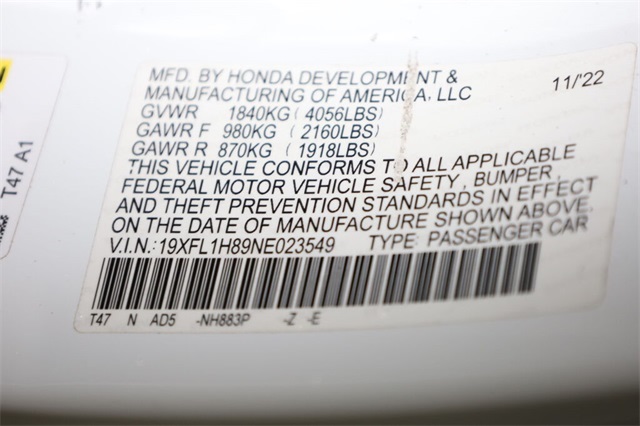 MFD. BY HONDA DEVELOPMENT &
MANUFACTURING OF AMERICA, LLC 11/'22
GVWR 1840KG (4056LBS)
GAWR F 980KG (2160LBS)
GAWR R 870KG (1918LBS)
THIS VEHICLE CONFORMS TO ALL APPLICABLE
FEDERAL MOTOR VEHICLE SAFETY, BUMPER,
AND THEFT PREVENTION STANDARDS IN EFFECT
ON THE DATE OF MANUFACTURE SHOWN ABOVE.
V.I.N.:19XFL1H89NE023549 TYPE: PASSENGER CAR
T47 N AD5 -NH883P -Z -E
T47 A1